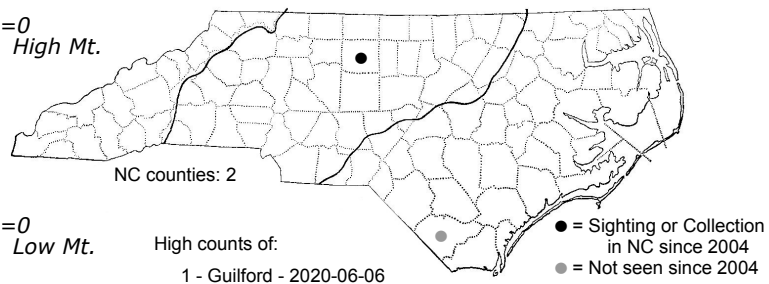 =0
High Mt.
NC counties: 2
=0
Low Mt.
High counts of:
1 - Guilford - 2020-06-06
= Sighting or Collection
in NC since 2004
= Not seen since 2004